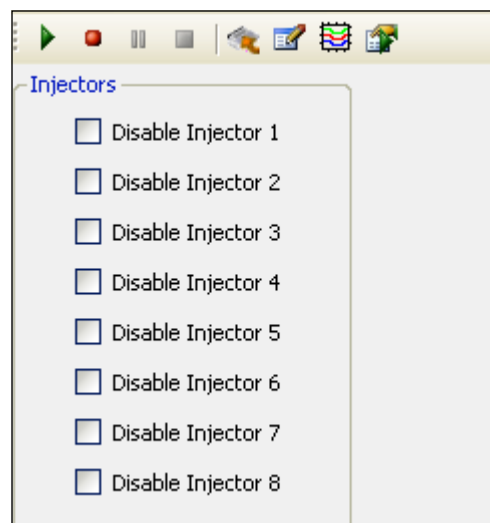 Injectors
Disable Injector 1
Disable Injector 2
Disable Injector 3
Disable Injector 4
Disable Injector 5
Disable Injector 6
Disable Injector 7
Disable Injector 8